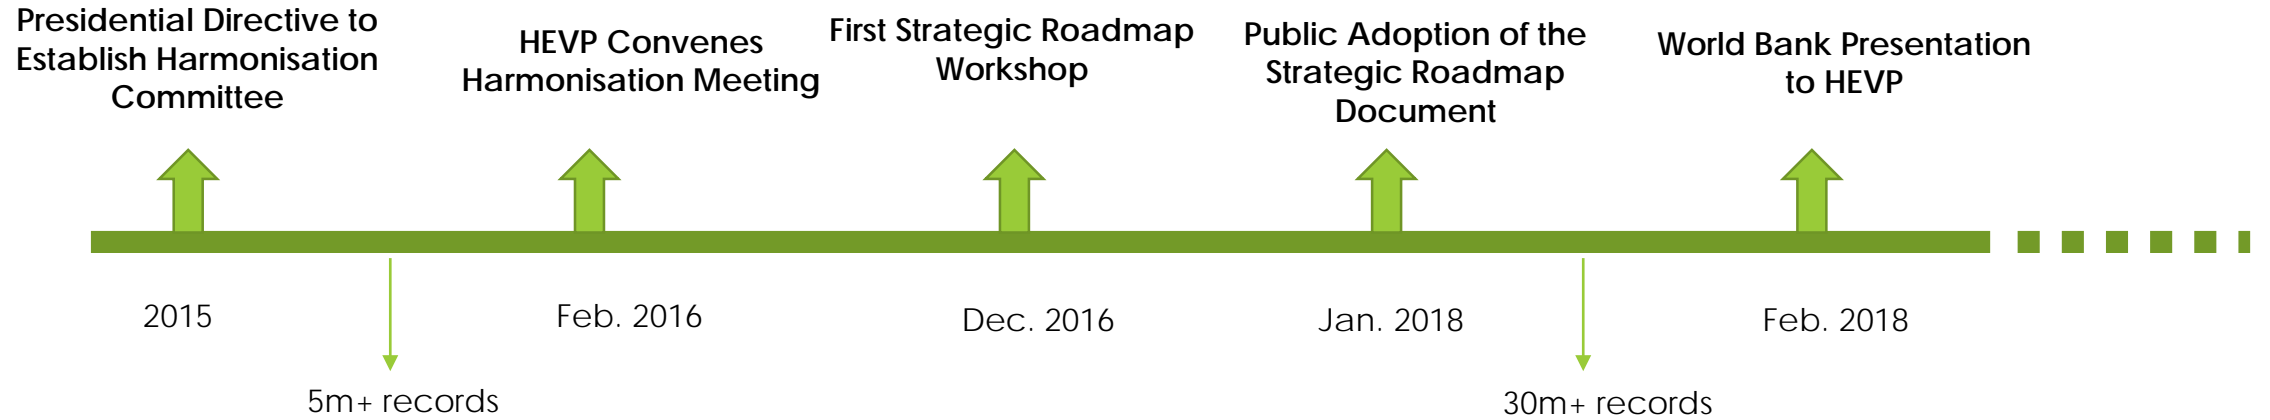 Presidential Directive to
Establish Harmonisation
Committee
HEVP Convenes
Harmonisation Meeting
First Strategic Roadmap
Workshop
Public Adoption of the
Strategic Roadmap
Document
World Bank Presentation
to HEVP
2015
Feb. 2016
Dec. 2016
Jan. 2018
Feb. 2018
5m+ records
30m+ records